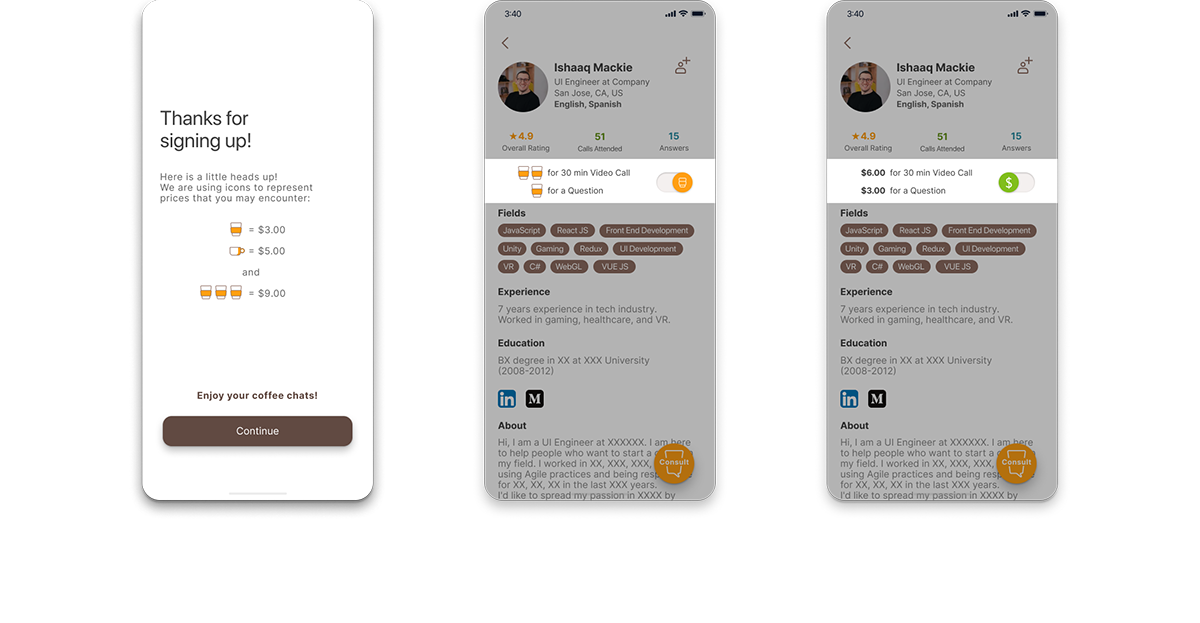 Thanks for
signing up!
Here is a little heads up!
We are using icons to represent
prices that you may encounter:
= $3.00
= $5.00
and
= $9.00
Enjoy your coffee chats!
Continue
3:40
Ishaaq Mackie
UI Engineer at Company
San Jose, CA, US
English, Spanish
4.9 51 15
Overall Rating Calls Attended Answers
for 30 min Video Call
for a Question
Fields
JavaScript React JS Front End Development
Unity Gaming Redux UI Development
VR C# WebGL VUE JS
Experience
7 years experience in tech industry.
Worked in gaming, healthcare, and VR.
Education
BX degree in XX at XXX University
(2008-2012)
in M
About
Hi, I am a UI Engineer at XXXXXX. I am here
to help people who want to start a
my field. I worked in XX, XXX, XXX,
using Agile practices and being
for XX, XX, XX in the last XXX years.
I'd like to spread my passion in XXXX by
Consult
3:40
Ishaaq Mackie
UI Engineer at Company
San Jose, CA, US
English, Spanish
4.9 51 15
Overall Rating Calls Attended Answers
$6.00 for 30 min Video Call
$3.00 for a Question
$
Fields
JavaScript React JS Front End Development
Unity Gaming Redux UI Development
VR C# WebGL VUE JS
Experience
7 years experience in tech industry.
Worked in gaming, healthcare, and VR.
Education
BX degree in XX at XXX University
(2008-2012)
in M
About
Hi, I am a UI Engineer at XXXXXX. I am here
to help people who want to start a
my field. I worked in XX, XXX, XXX,
using Agile practices and being
for XX, XX, XX in the last XXX years.
I'd like to spread my passion in XXXX by
Consult